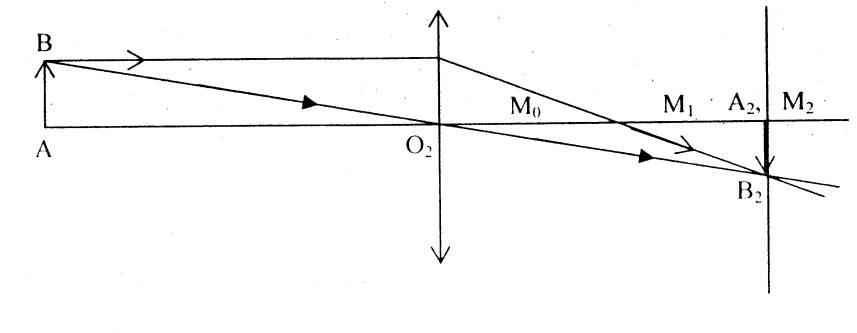 B
M₀ M₁ A₂, M₂
A O₂
B₂